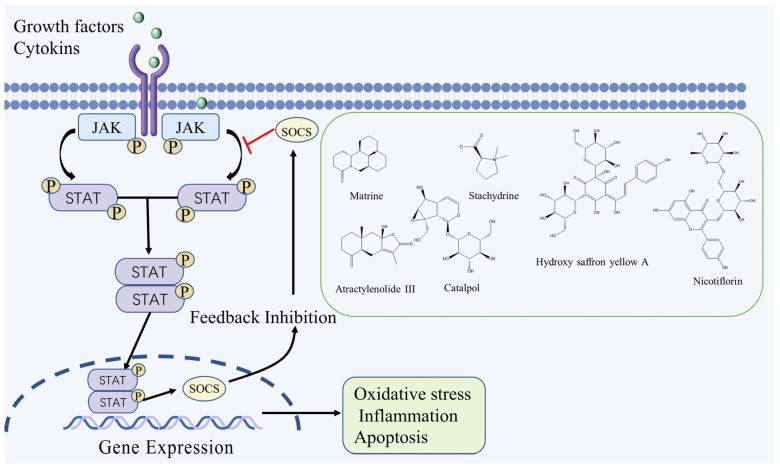 Growth factors
Cytokins
JAK
JAK
P
P
SOCS
STAT
P
STAT
P
STAT
P
STAT
P
Feedback Inhibition
STAT
P
STAT
P
SOCS
Gene Expression
Oxidative stress
Inflammation
Apoptosis
Matrine
Stachydrine
Hydroxy saffron yellow A
Nicotiflorin
Atractylenolide III
Catalpol